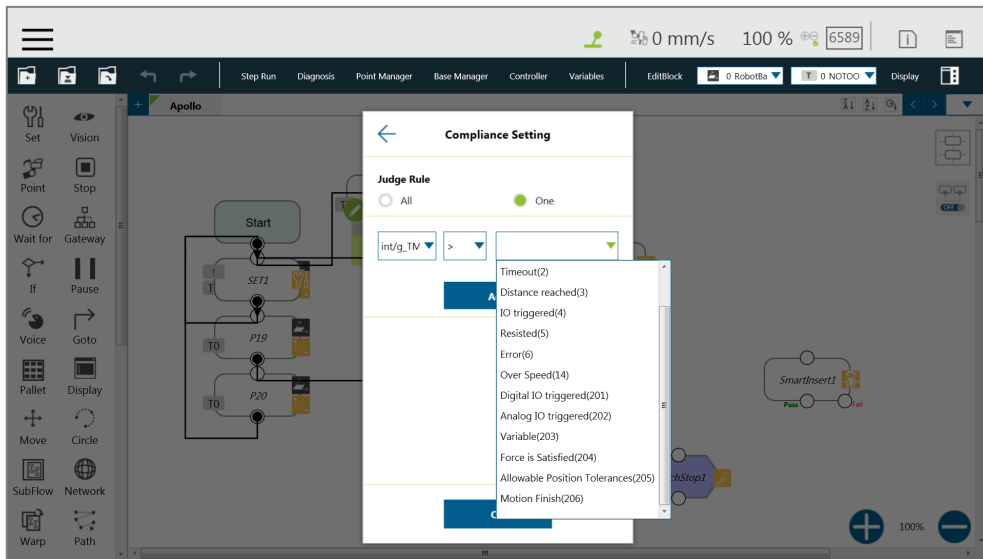 0 mm/s 100 % 6589
Step Run Diagnosis Point Manager Base Manager Controller Variables EditBlock 0 RobotBa T 0 NOTOO Display
Apollo
Set Vision
Point Stop
Wait for Gateway
If Pause
Voice Goto
Pallet Display
Move Circle
SubFlow Network
Warp Path
Start
SET1
T
P19
T0
P20
T0
Compliance Setting
Judge Rule
All One
int/g_TM >
Timeout(2)
Distance reached(3)
IO triggered(4)
Resisted(5)
Error(6)
Over Speed(14)
Digital IO triggered(201)
Analog IO triggered(202)
Variable(203)
Force is Satisfied(204)
Allowable Position Tolerances(205)
Motion Finish(206)
OFF
SmartInsert1
Pass Fail
chStop1
100%